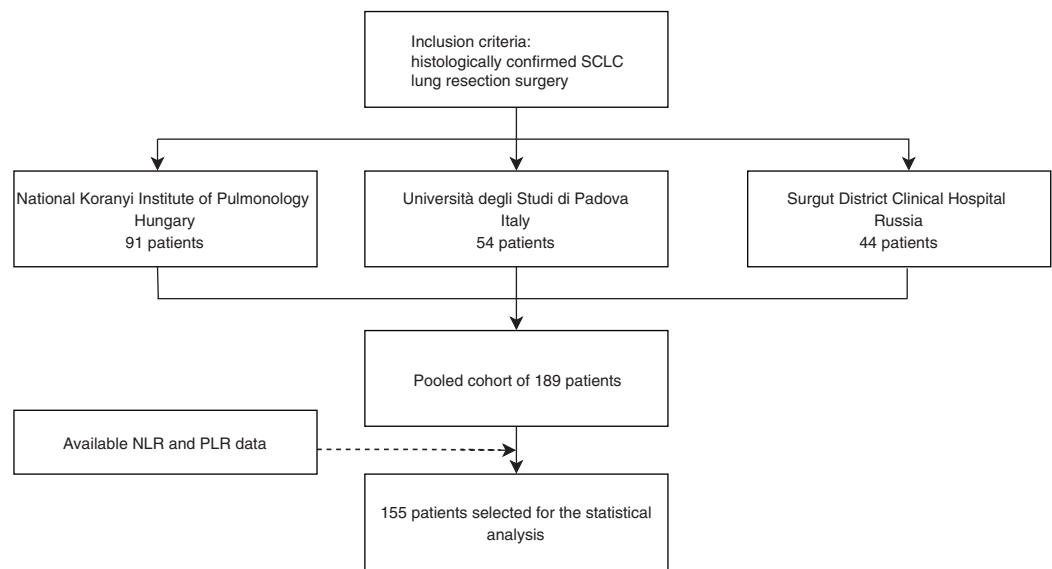 Inclusion criteria:
histologically confirmed SCLC
lung resection surgery
National Koranyi Institute of Pulmonology
Hungary
91 patients
Università degli Studi di Padova
Italy
54 patients
Surgut District Clinical Hospital
Russia
44 patients
Pooled cohort of 189 patients
Available NLR and PLR data
155 patients selected for the statistical
analysis